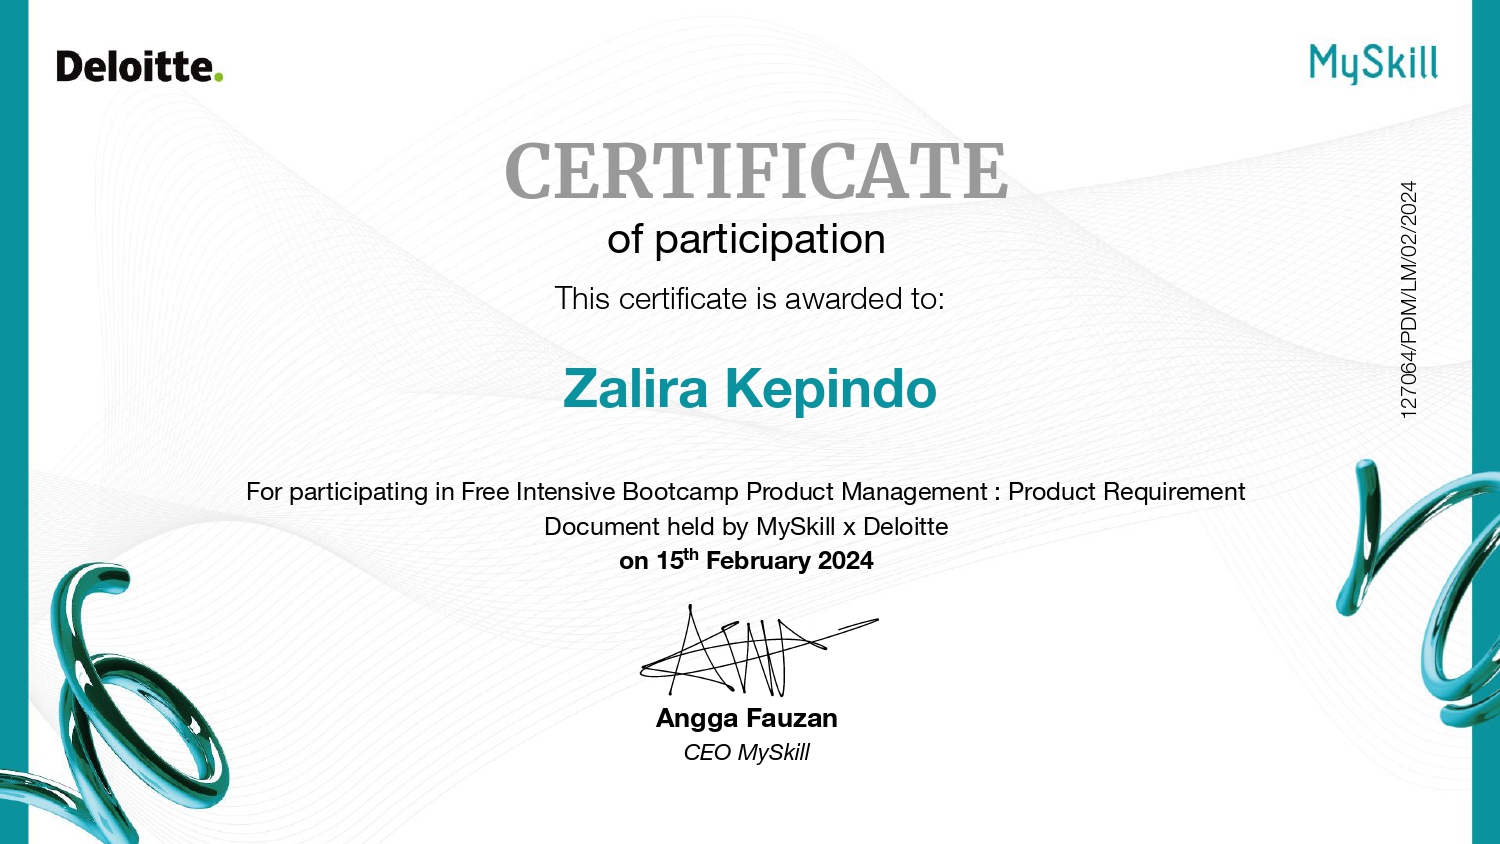 Deloitte.
MySkill
CERTIFICATE
of participation
This certificate is awarded to:
Zalira Kepindo
127064/PDM/LM/02/2024
For participating in Free Intensive Bootcamp Product Management : Product Requirement
Document held by MySkill x Deloitte
on 15th February 2024
Angga Fauzan
CEO MySkill